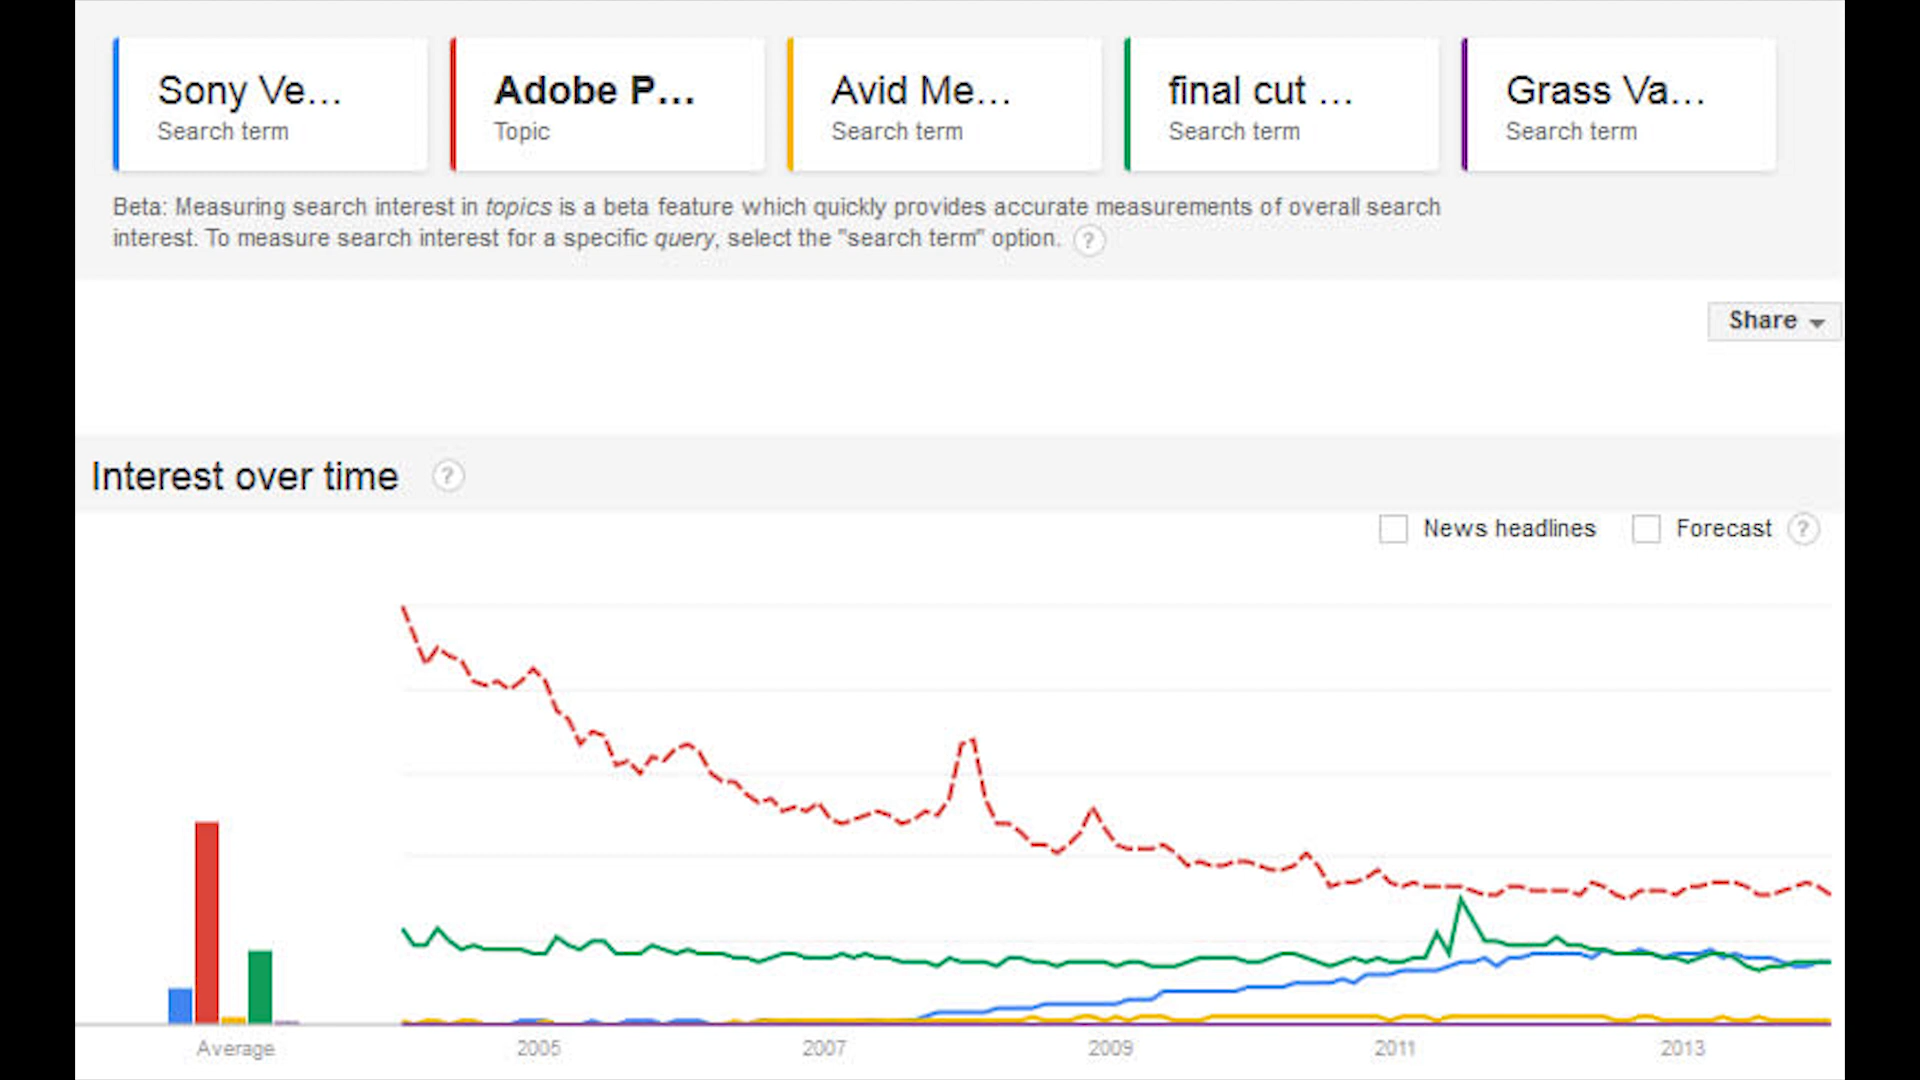 Sony Ve...
Search term
Adobe P...
Topic
Avid Me...
Search term
final cut ...
Search term
Grass Va...
Search term
Beta: Measuring search interest in topics is a beta feature which quickly provides accurate measurements of overall search
interest. To measure search interest for a specific query, select the "search term" option. ?
Share
Interest over time ?
News headlines Forecast ?
Average 2005 2007 2009 2011 2013